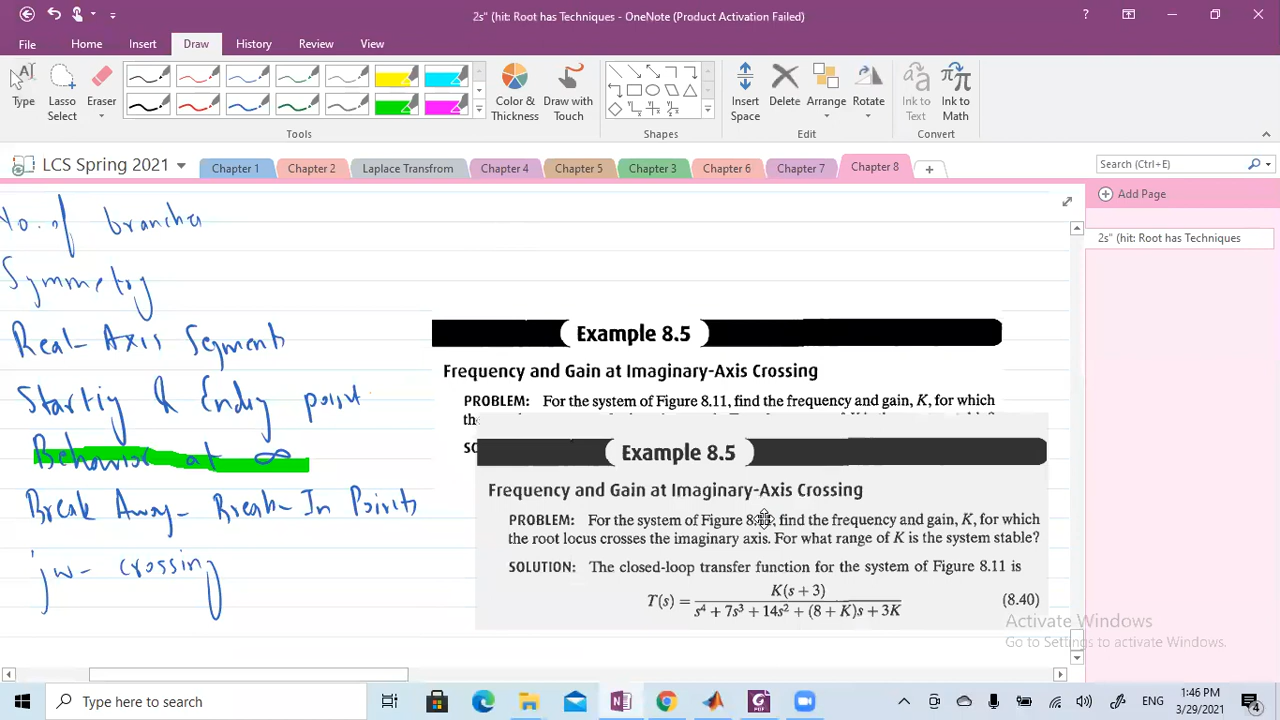 2s" (hit: Root has Techniques - OneNote (Product Activation Failed)
File Home Insert Draw History Review View
Type
Lasso Select
Eraser
Color & Thickness
Draw with Touch
Insert Space
Delete
Arrange
Rotate
Ink to Text
Ink to Math
Tools
Shapes
Edit
Convert
LCS Spring 2021
Chapter 1 Chapter 2 Laplace Transfrom Chapter 4 Chapter 5 Chapter 3 Chapter 6 Chapter 7 Chapter 8
Search (Ctrl+E)
Add Page
2s" (hit: Root has Techniques
No. of branches
Symmetry
Real-Axis Segments
Starting & Ending point
Behavior at ∞
Break Away- Break-In Points
jw- crossing
Example 8.5
Frequency and Gain at Imaginary-Axis Crossing
PROBLEM: For the system of Figure 8.11, find the frequency and gain, K, for which
the
Example 8.5
Frequency and Gain at Imaginary-Axis Crossing
PROBLEM: For the system of Figure find the frequency and gain, K, for which
the root locus crosses the imaginary axis. For what range of K is the system stable?
SOLUTION: The closed-loop transfer function for the system of Figure 8.11 is
T(s) = K(s + 3) / s⁴ + 7s³ + 14s² + (8 + K)s + 3K (8.40)
Activate Windows
Go to Settings to activate Windows.
Type here to search
ENG
1:46 PM
3/29/2021
4